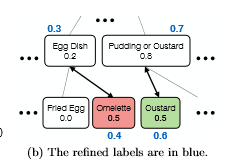 0.3 0.7
Egg Dish Pudding or Custard
0.2 0.8
Fried Egg Omelette Custard
0.0 0.5 0.5
0.4 0.6
(b) The refined labels are in blue.